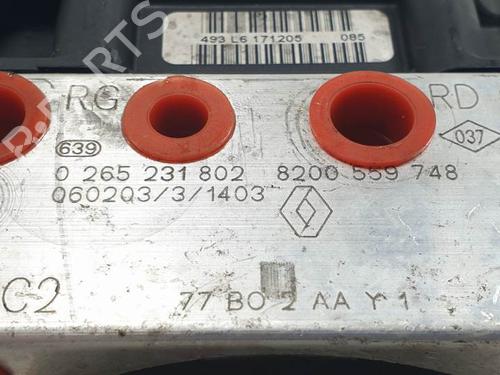 493 L6 171205 085
RG RD
639 037
0 265 231 802 8200 559 748
060203/3/1403
C2 77 BO 2 AA Y 1